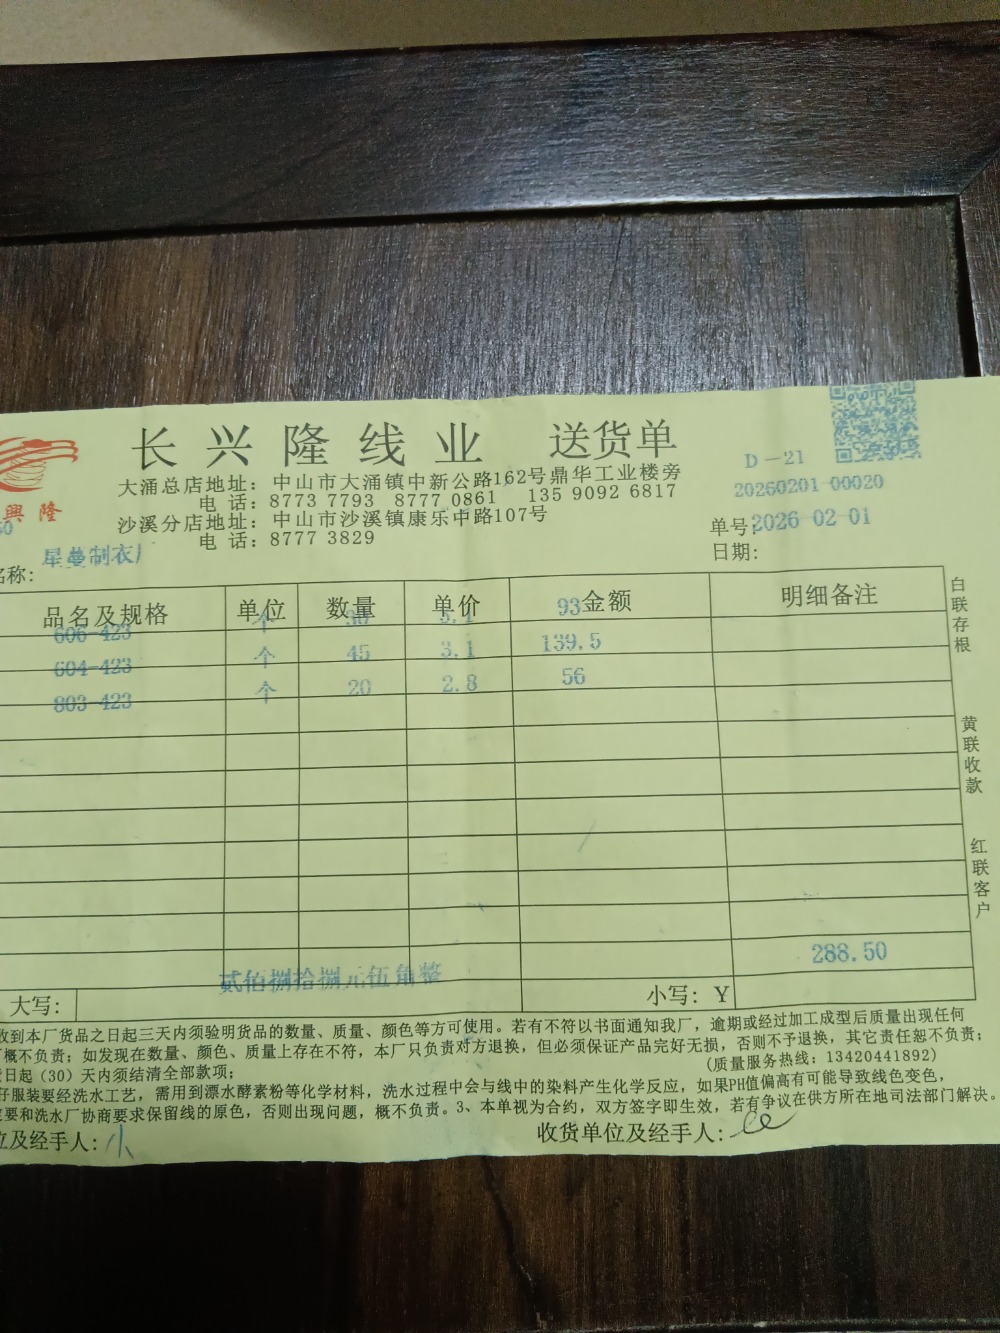 长兴隆线业 送货单
D-21
大涌总店地址：中山市大涌镇中新公路162号鼎华工业楼旁
电 话：8773 7793 8777 0861 135 9092 6817
20260201-00020
興隆
沙溪分店地址：中山市沙溪镇康乐中路107号
单号：2026-02-01
电 话：8777 3829
日期：
名称：星曼制衣厂
品名及规格 单位 数量 单价 金额 明细备注
606-423 个 30 3.1 93
604-423 个 45 3.1 139.5
803-423 个 20 2.8 56
白联存根
黄联收款
红联客户
288.50
大写： 贰佰捌拾捌元伍角整 小写：Y
收到本厂货品之日起三天内须验明货品的数量、质量、颜色等方可使用。若有不符以书面通知我厂，逾期或经过加工成型后质量出现任何
概不负责；如发现在数量、颜色、质量上存在不符，本厂只负责对方退换，但必须保证产品完好无损，否则不予退换，其它责任恕不负责；
日起（30）天内须结清全部款项； （质量服务热线：13420441892）
仔服装要经洗水工艺，需用到漂水酵素粉等化学材料，洗水过程中会与线中的染料产生化学反应，如果PH值偏高有可能导致线色变色，
要和洗水厂协商要求保留线的原色，否则出现问题，概不负责。3、本单视为合约，双方签字即生效，若有争议在供方所在地司法部门解决。
位及经手人：小 收货单位及经手人：